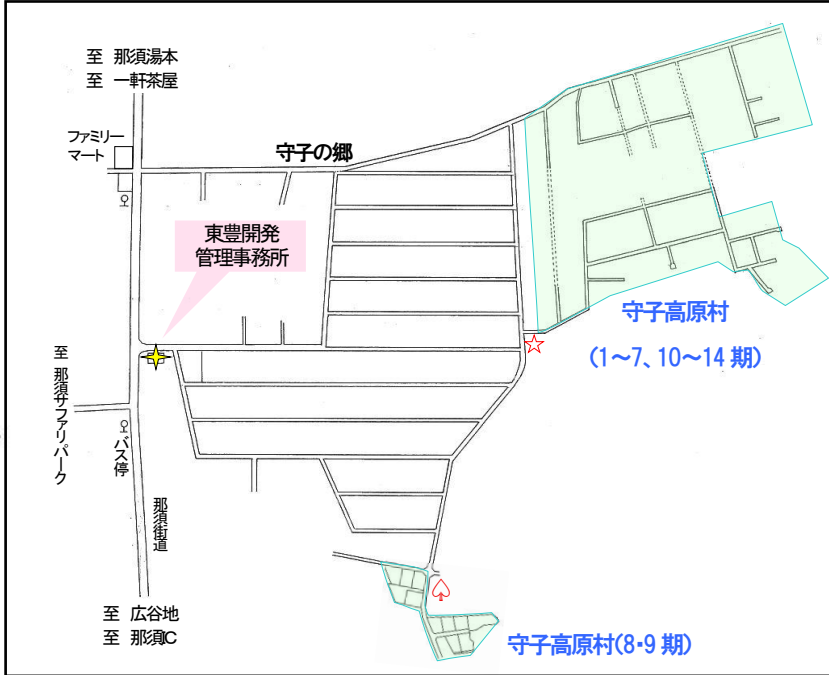 至 那須湯本
至 一軒茶屋
ファミリー
マート
守子の郷
東豊開発
管理事務所
守子高原村
(1~7、10~14 期)
至 那須サファリパーク
バス停
那須街道
至 広谷地
至 那須IC
守子高原村(8・9 期)